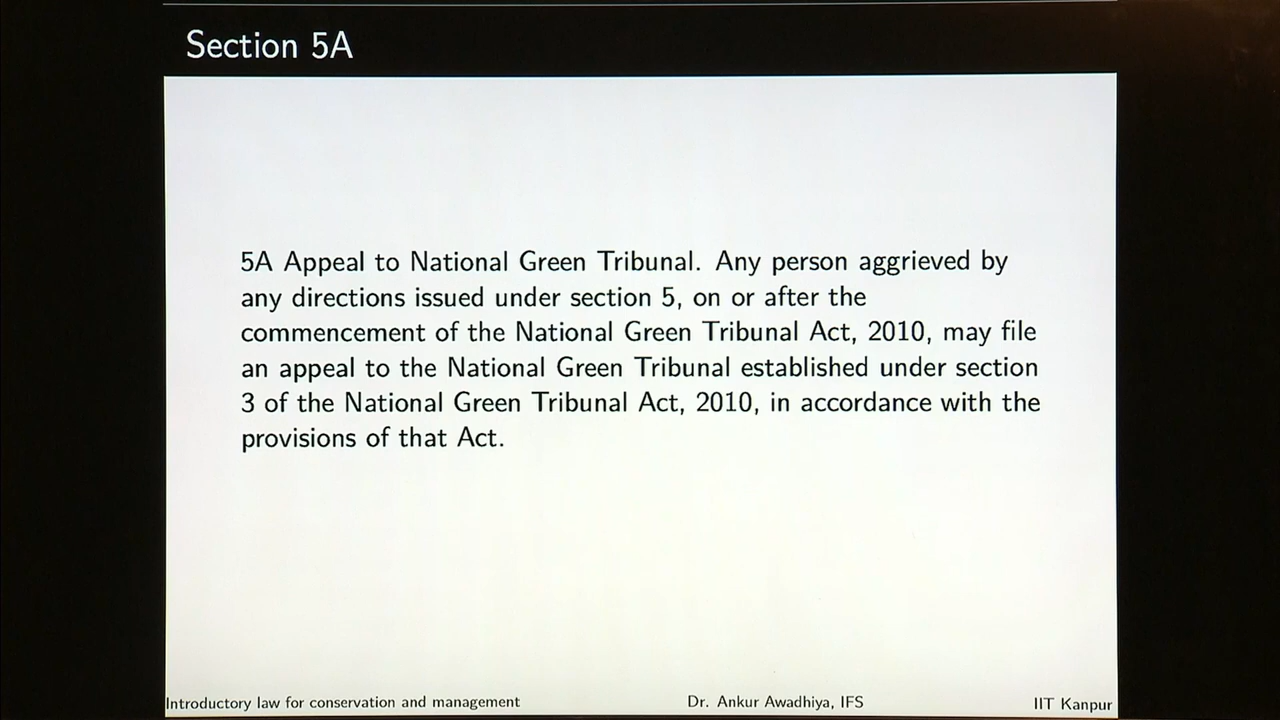 Section 5A
5A Appeal to National Green Tribunal. Any person aggrieved by
any directions issued under section 5, on or after the
commencement of the National Green Tribunal Act, 2010, may file
an appeal to the National Green Tribunal established under section
3 of the National Green Tribunal Act, 2010, in accordance with the
provisions of that Act.
Introductory law for conservation and management Dr. Ankur Awadhiya, IFS IIT Kanpur